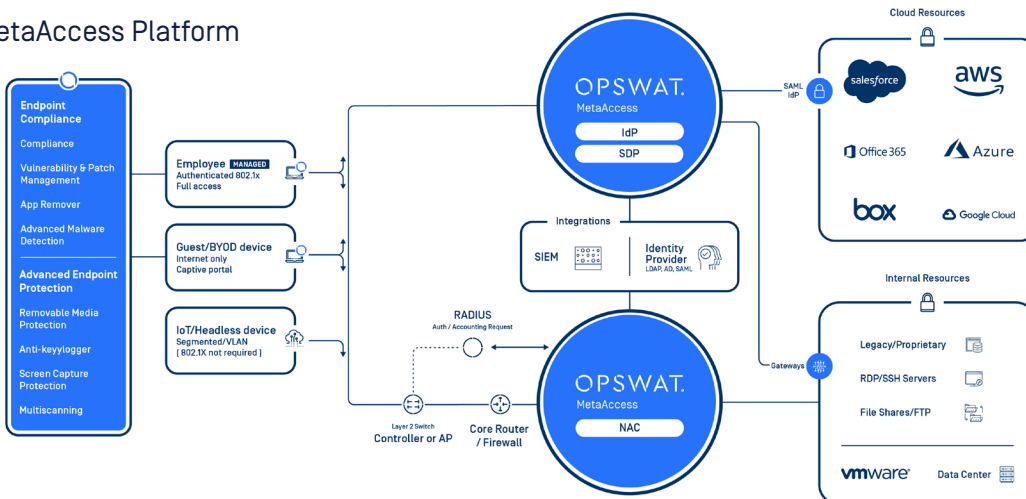 etaAccess Platform
Endpoint
Compliance
Compliance
Vulnerability & Patch
Management
App Remover
Advanced Malware
Detection
Advanced Endpoint
Protection
Removable Media
Protection
Anti-keyylogger
Screen Capture
Protection
Multiscanning
Employee MANAGED
Authenticated 802.1x
Full access
Guest/BYOD device
Internet only
Captive portal
IoT/Headless device
Segmented/VLAN
[ 802.1X not required ]
RADIUS
Auth / Accounting Request
Layer 2 Switch
Controller or AP
Core Router
/ Firewall
OPSWAT.
MetaAccess
IdP
SDP
Integrations
SIEM
Identity
Provider
LDAP, AD, SAML
OPSWAT.
MetaAccess
NAC
SAML
IdP
Gateways
Cloud Resources
salesforce
aws
Office 365
Azure
box
Google Cloud
Internal Resources
Legacy/Proprietary
RDP/SSH Servers
File Shares/FTP
vmware®
Data Center